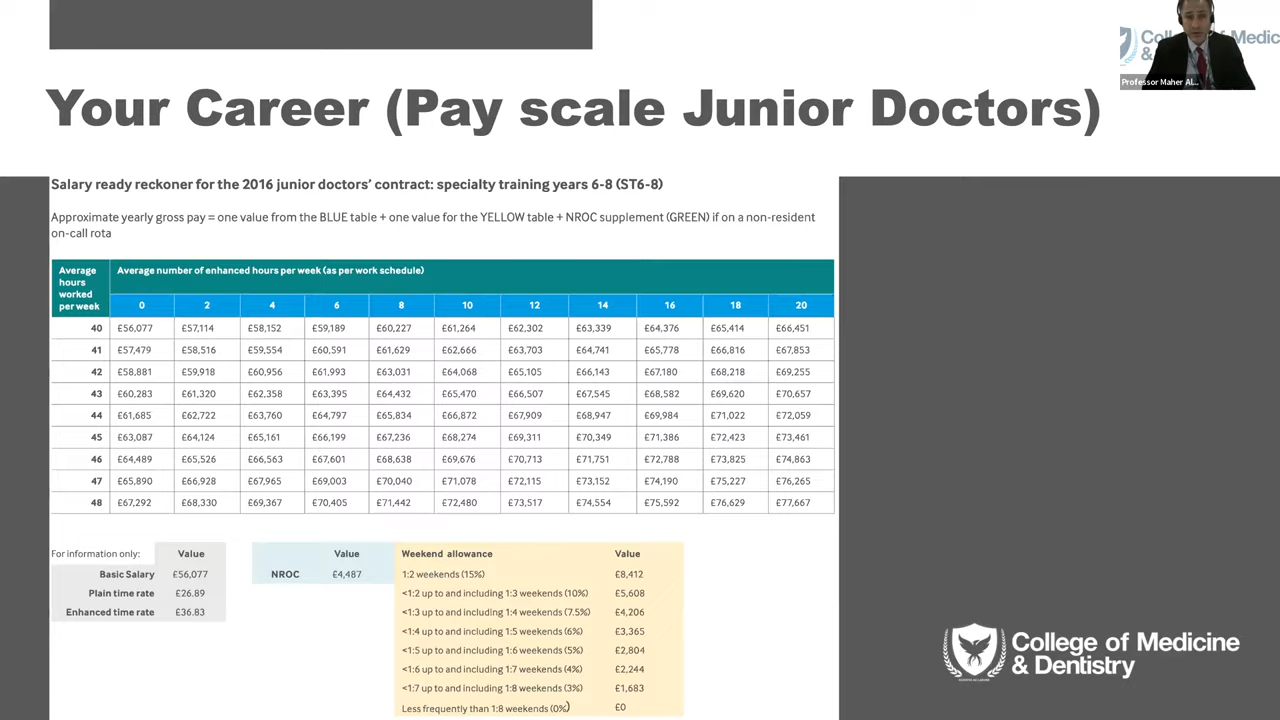 College of Medic
&
Professor Maher Al...
Your Career (Pay scale Junior Doctors)
Salary ready reckoner for the 2016 junior doctors' contract: specialty training years 6-8 (ST6-8)
Approximate yearly gross pay = one value from the BLUE table + one value for the YELLOW table + NROC supplement (GREEN) if on a non-resident
on-call rota
Average hours worked per week
Average number of enhanced hours per week (as per work schedule)
0 2 4 6 8 10 12 14 16 18 20
40 £56,077 £57,114 £58,152 £59,189 £60,227 £61,264 £62,302 £63,339 £64,376 £65,414 £66,451
41 £57,479 £58,516 £59,554 £60,591 £61,629 £62,666 £63,703 £64,741 £65,778 £66,816 £67,853
42 £58,881 £59,918 £60,956 £61,993 £63,031 £64,068 £65,105 £66,143 £67,180 £68,218 £69,255
43 £60,283 £61,320 £62,358 £63,395 £64,432 £65,470 £66,507 £67,545 £68,582 £69,620 £70,657
44 £61,685 £62,722 £63,760 £64,797 £65,834 £66,872 £67,909 £68,947 £69,984 £71,022 £72,059
45 £63,087 £64,124 £65,161 £66,199 £67,236 £68,274 £69,311 £70,349 £71,386 £72,423 £73,461
46 £64,489 £65,526 £66,563 £67,601 £68,638 £69,676 £70,713 £71,751 £72,788 £73,825 £74,863
47 £65,890 £66,928 £67,965 £69,003 £70,040 £71,078 £72,115 £73,152 £74,190 £75,227 £76,265
48 £67,292 £68,330 £69,367 £70,405 £71,442 £72,480 £73,517 £74,554 £75,592 £76,629 £77,667
For information only: Value
Basic Salary £56,077
Plain time rate £26.89
Enhanced time rate £36.83
Value
NROC £4,487
Weekend allowance Value
1:2 weekends (15%) £8,412
<1:2 up to and including 1:3 weekends (10%) £5,608
<1:3 up to and including 1:4 weekends (7.5%) £4,206
<1:4 up to and including 1:5 weekends (6%) £3,365
<1:5 up to and including 1:6 weekends (5%) £2,804
<1:6 up to and including 1:7 weekends (4%) £2,244
<1:7 up to and including 1:8 weekends (3%) £1,683
Less frequently than 1:8 weekends (0%) £0
College of Medicine
& Dentistry